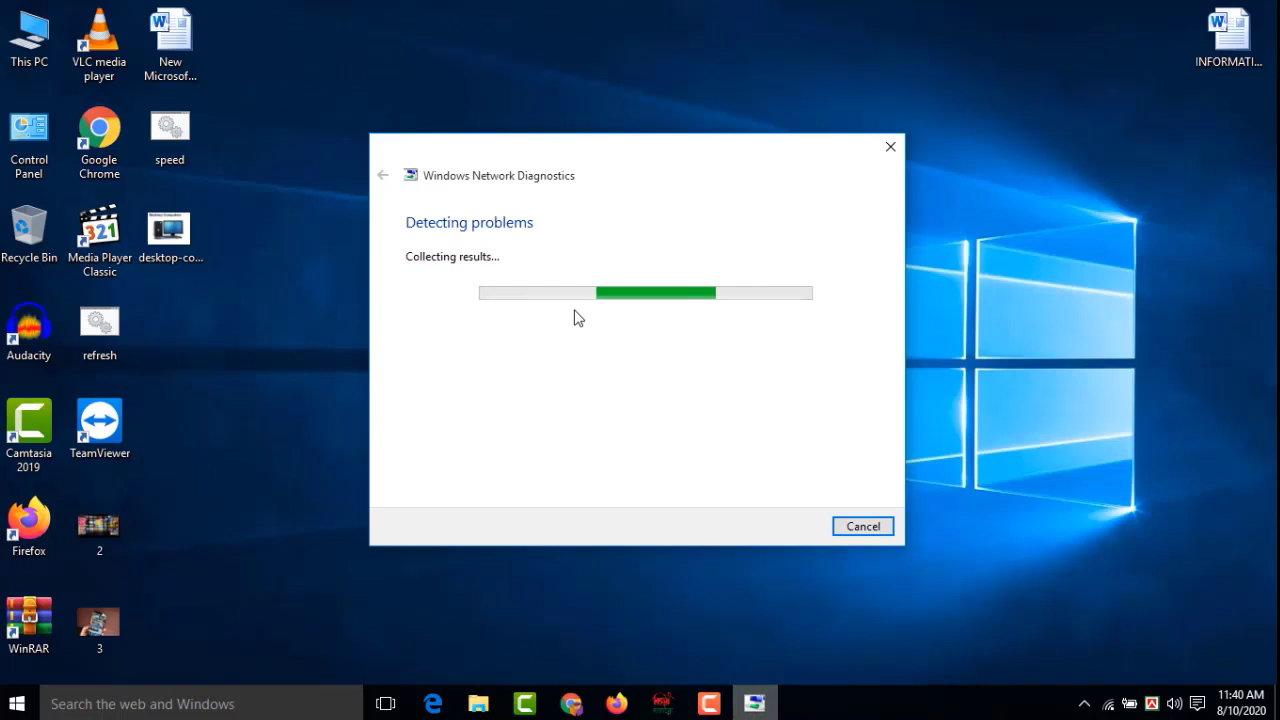 This PC
VLC media
player
New
Microsof...
INFORMATI...
Control
Panel
Google
Chrome
speed
Recycle Bin
321
Media Player
Classic
desktop-co...
Audacity
refresh
Camtasia
2019
TeamViewer
Firefox
2
WinRAR
3
Windows Network Diagnostics
Detecting problems
Collecting results...
Cancel
Search the web and Windows
11:40 AM
8/10/2020